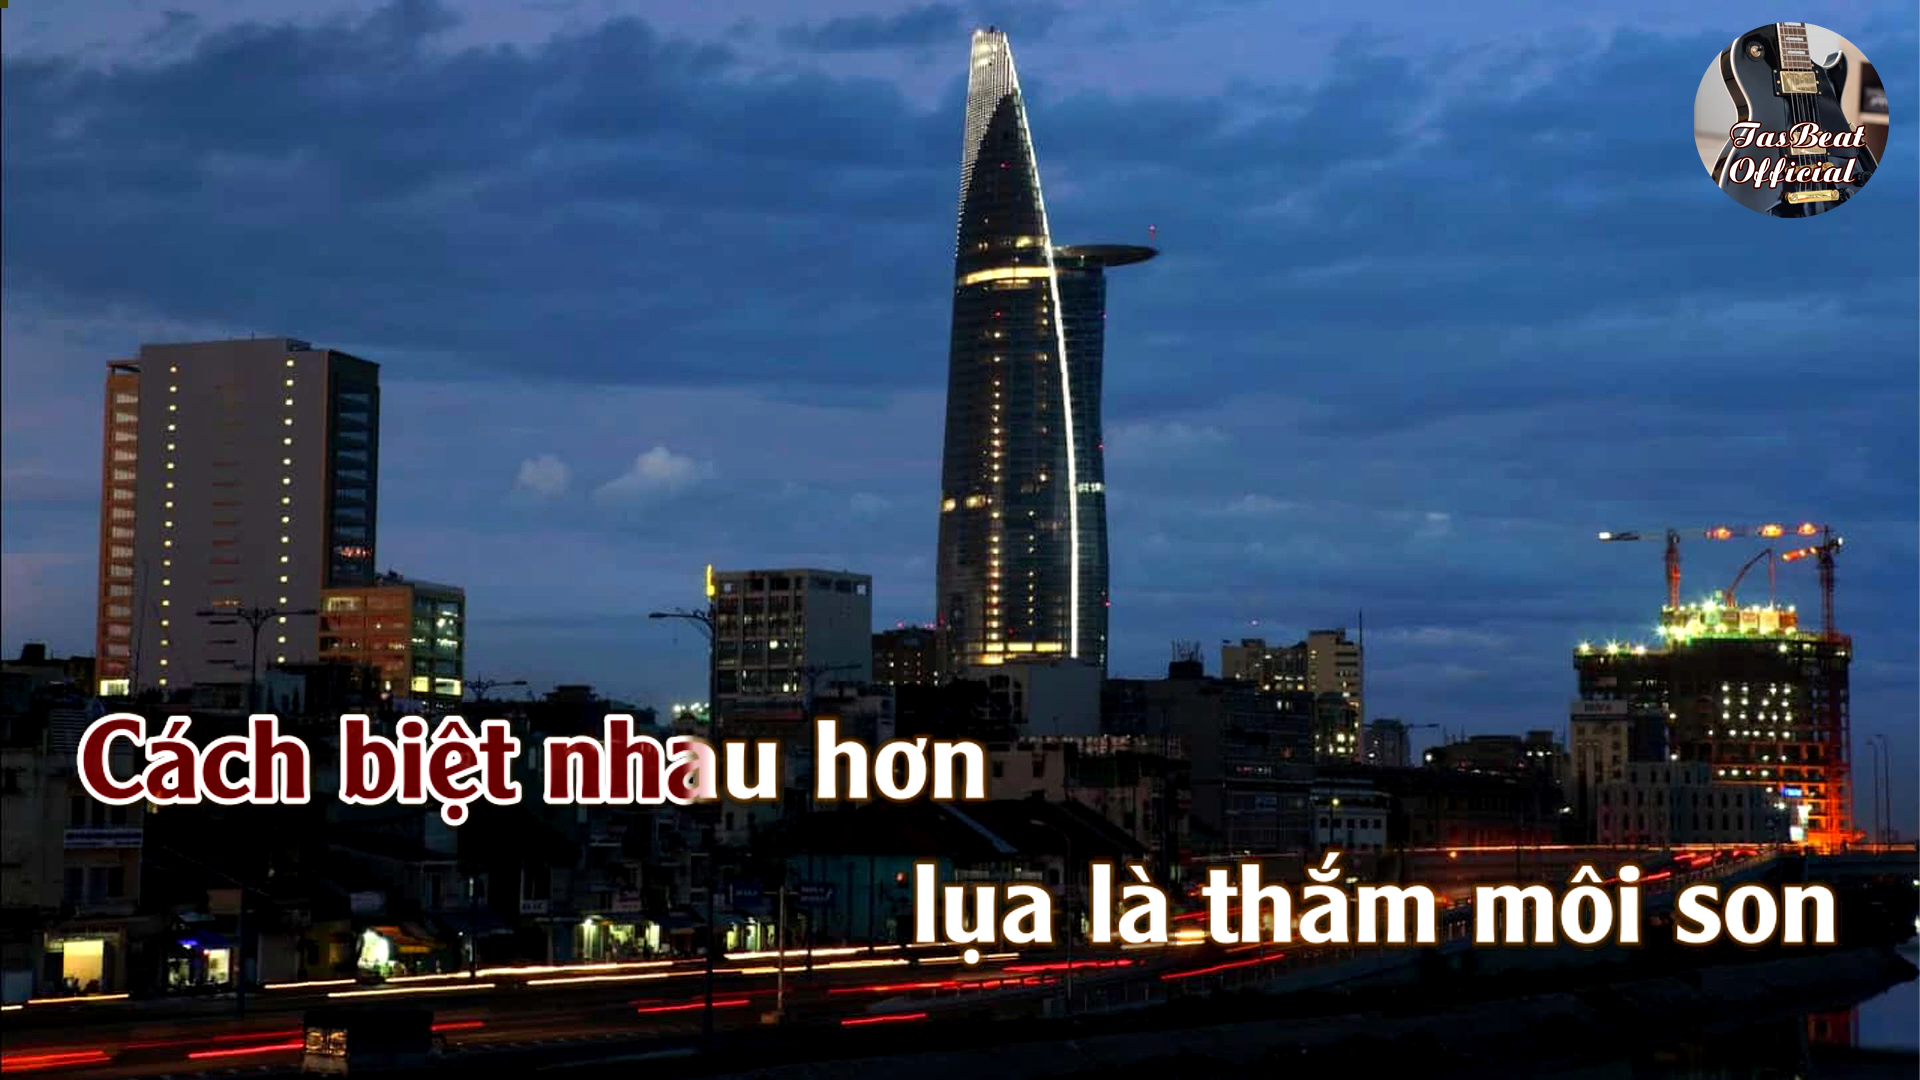 TasBeat
Official
Cách biệt nhau hơn
lụa là thắm môi son